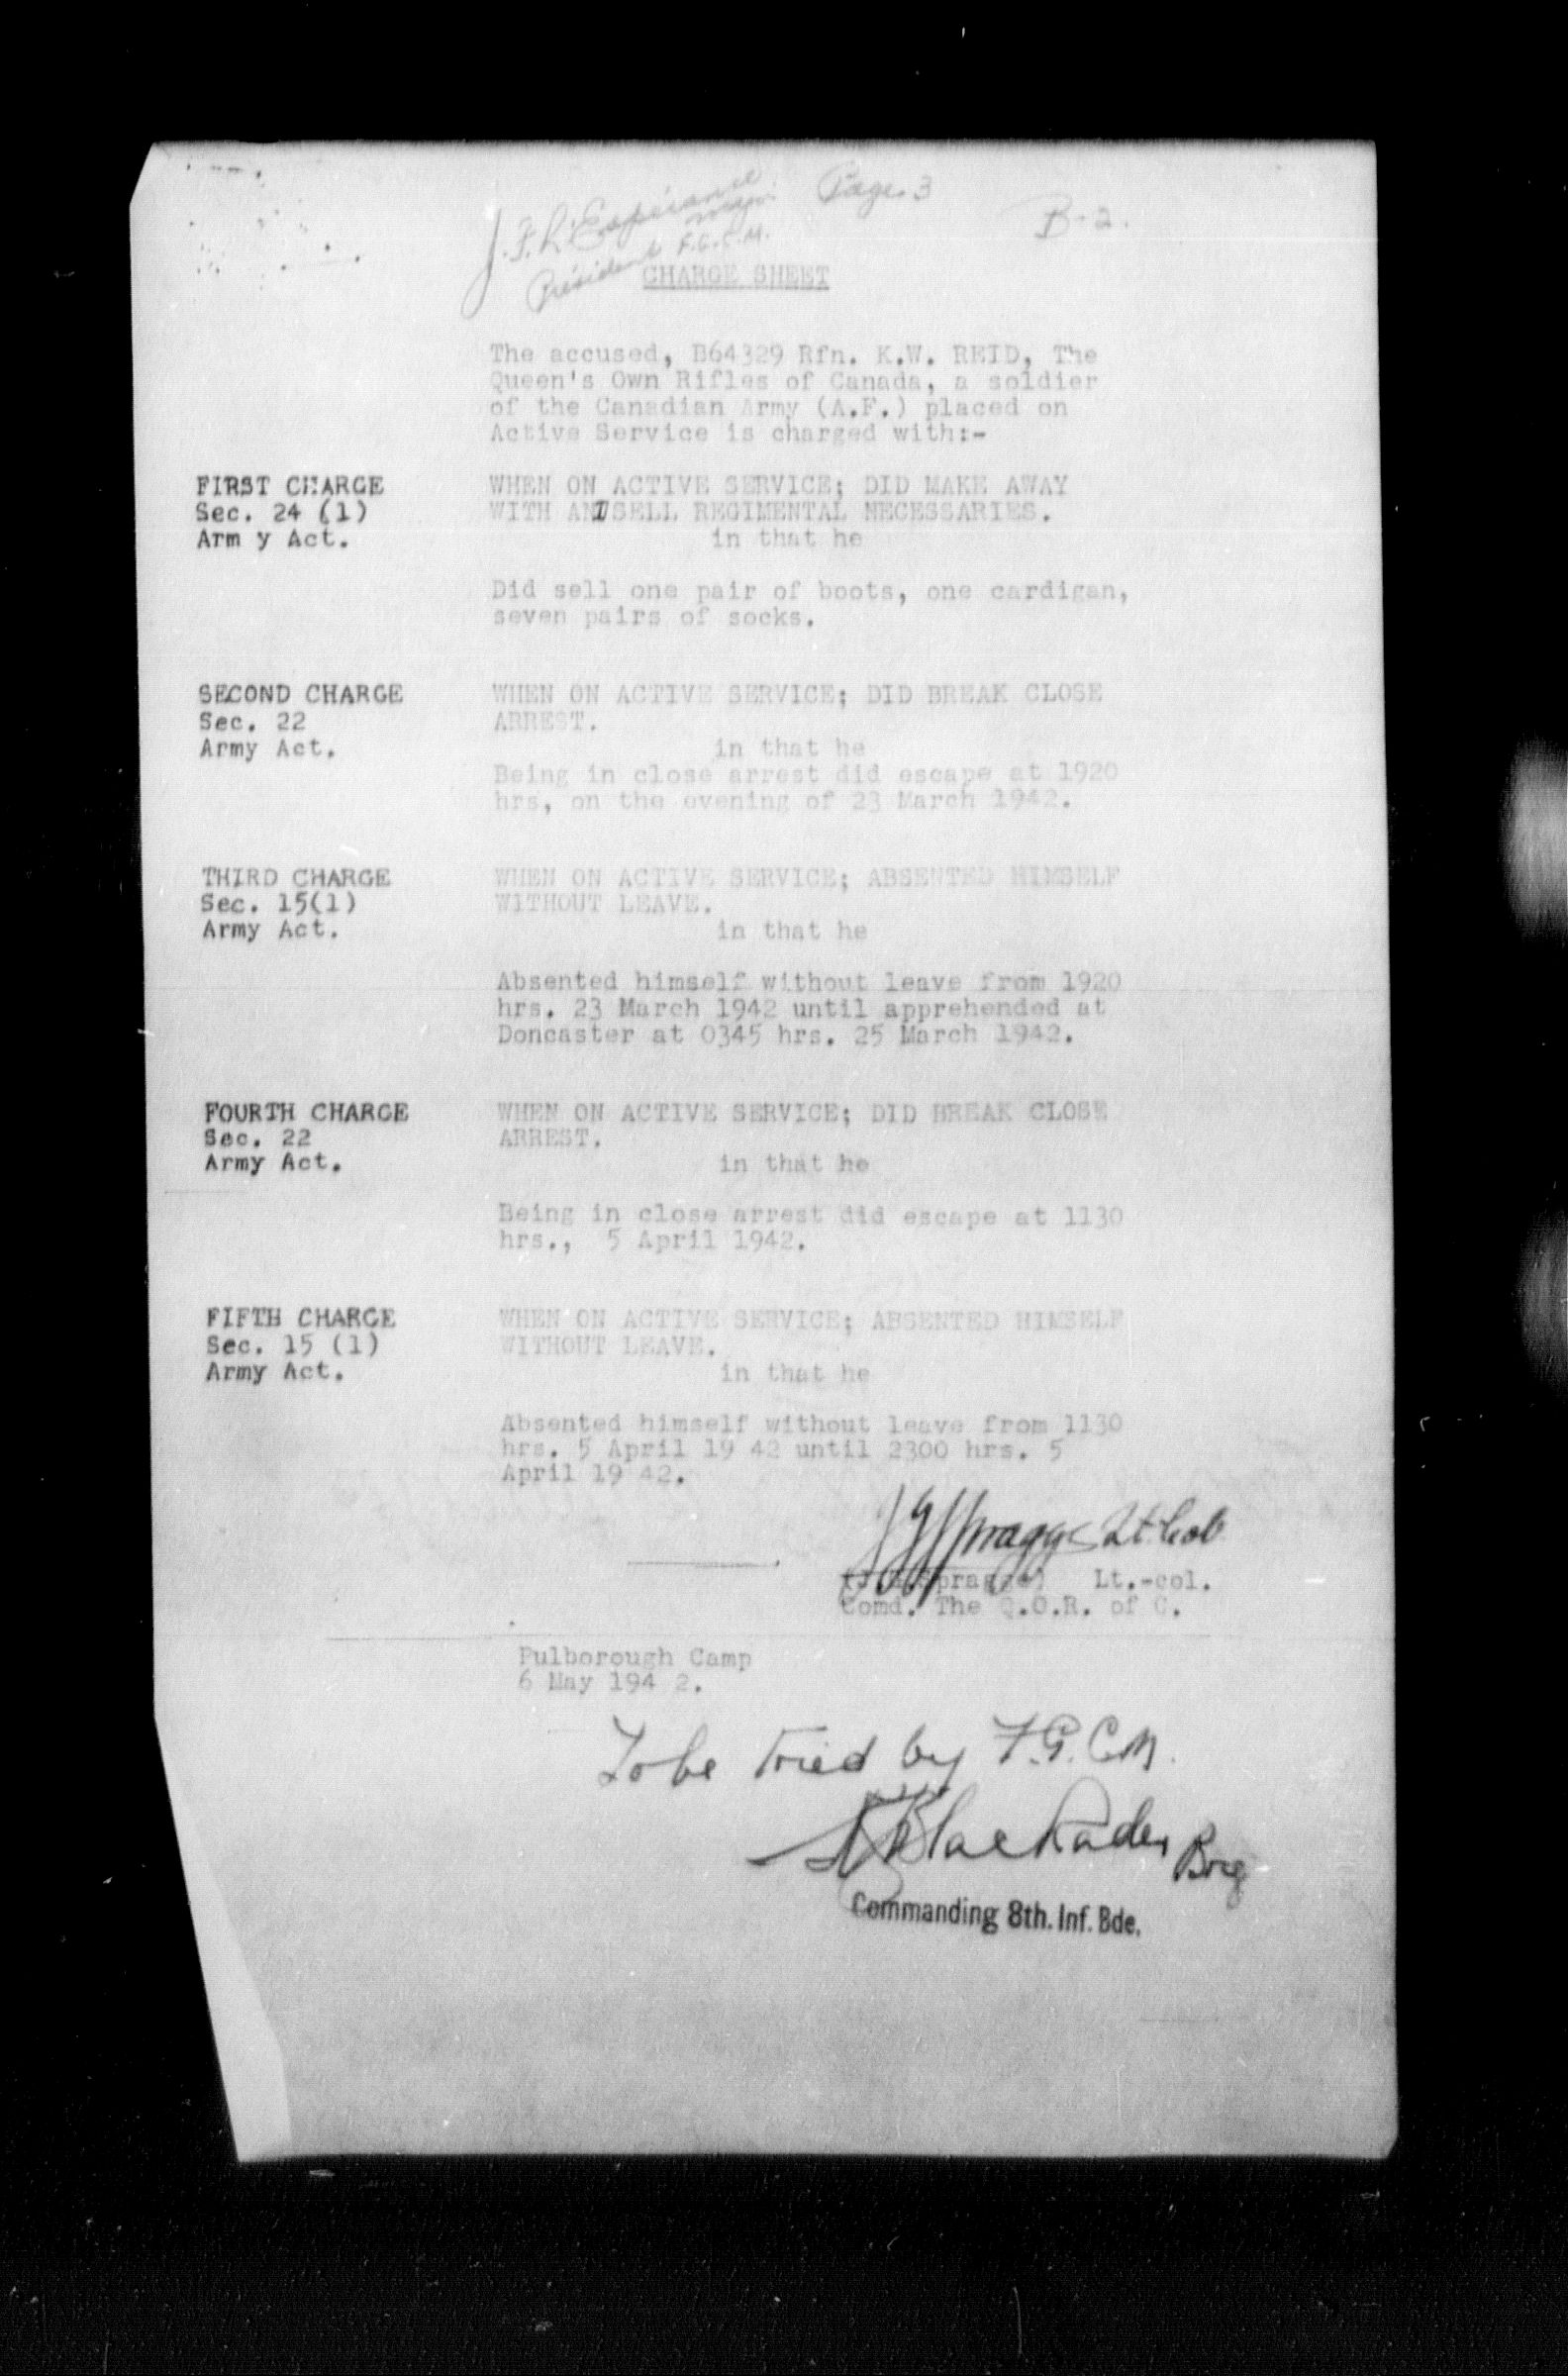 Page 3
B-2.
J. F. L'Esperance
Major
President F.G.C.M.
CHARGE SHEET
The accused, B64329 Rfn. K.W. REID, The
Queen's Own Rifles of Canada, a soldier
of the Canadian Army (A.F.) placed on
Active Service is charged with:-
FIRST CHARGE
Sec. 24 (1)
Arm y Act.
WHEN ON ACTIVE SERVICE; DID MAKE AWAY
WITH AND SELL REGIMENTAL NECESSARIES.
in that he
Did sell one pair of boots, one cardigan,
seven pairs of socks.
SECOND CHARGE
Sec. 22
Army Act.
WHEN ON ACTIVE SERVICE; DID BREAK CLOSE
ARREST.
in that he
Being in close arrest did escape at 1920
hrs, on the evening of 23 March 1942.
THIRD CHARGE
Sec. 15(1)
Army Act.
WHEN ON ACTIVE SERVICE; ABSENTED HIMSELF
WITHOUT LEAVE.
in that he
Absented himself without leave from 1920
hrs. 23 March 1942 until apprehended at
Doncaster at 0345 hrs. 25 March 1942.
FOURTH CHARGE
Sec. 22
Army Act.
WHEN ON ACTIVE SERVICE; DID BREAK CLOSE
ARREST.
in that he
Being in close arrest did escape at 1130
hrs., 5 April 1942.
FIFTH CHARGE
Sec. 15 (1)
Army Act.
WHEN ON ACTIVE SERVICE; ABSENTED HIMSELF
WITHOUT LEAVE.
in that he
Absented himself without leave from 1130
hrs. 5 April 19 42 until 2300 hrs. 5
April 19 42.
JGSpragge Lt. Col.
Spragge) Lt.-col.
Comd. The Q.O.R. of C.
Pulborough Camp
6 May 194 2.
To be tried by F.G.C.M.
Blackader Brig
Commanding 8th. Inf. Bde.